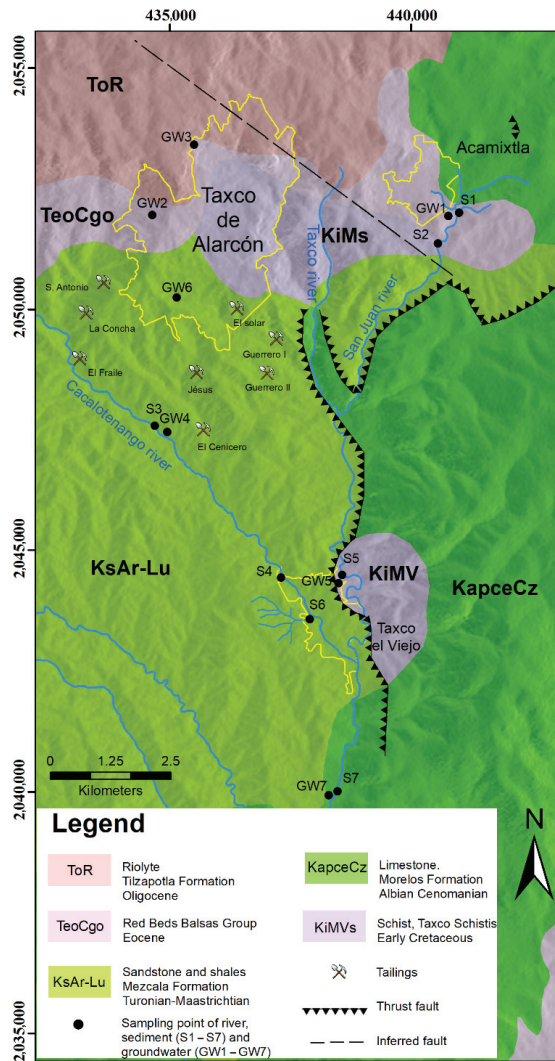 435,000
440,000
2,055,000
ToR
GW3
Acamixtla
Taxco
de
Alarcón
GW2
GW1
S1
TeoCgo
KiMs
S2
Taxco river
San Juan river
S. Antonio
GW6
2,050,000
La Concha
El solar
Guerrero I
El Fraile
Jésus
Guerrero II
Cacalotenango river
S3
GW4
El Cenicero
2,045,000
KsAr-Lu
S4
S5
GW5
KiMV
KapceCz
S6
Taxco
el Viejo
0 1.25 2.5
Kilometers
2,040,000
GW7
S7
Legend
N
ToR
Riolyte
Tilzapotla Formation
Oligocene
TeoCgo
Red Beds Balsas Group
Eocene
KsAr-Lu
Sandstone and shales
Mezcala Formation
Turonian-Maastrichtian
Sampling point of river,
sediment (S1–S7) and
groundwater (GW1–GW7)
KapceCz
Limestone.
Morelos Formation
Albian Cenomanian
KiMVs
Schist, Taxco Schistis
Early Cretaceous
Tailings
Thrust fault
Inferred fault
2,035,000